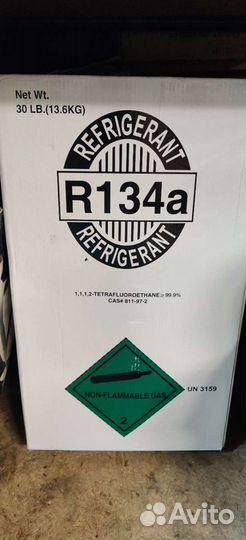 Net Wt.
30 LB.(13.6KG)
REFRIGERANT
R134a
REFRIGERANT
1,1,1,2-TETRAFLUOROETHANE≥99.9%
CAS# 811-97-2
NON-FLAMMABLE GAS
UN 3159
2
Avito